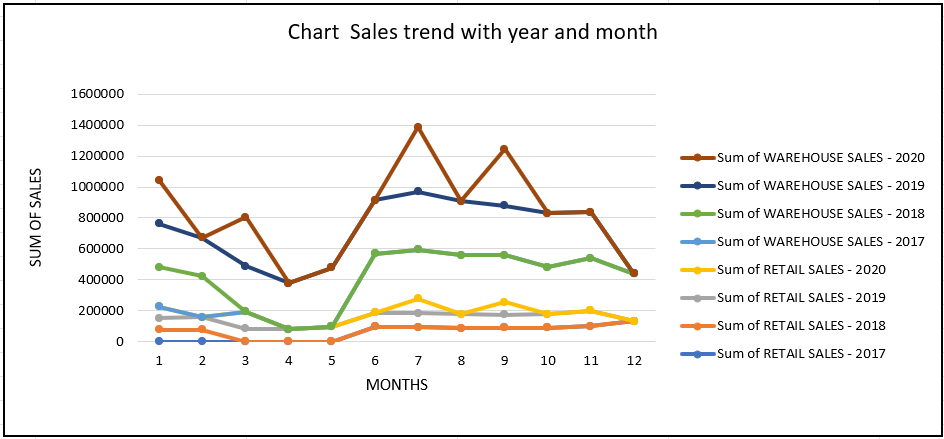 Chart  Sales trend with year and month
1600000
1400000
1200000
1000000
800000
600000
400000
200000
0
SUM OF SALES
1 2 3 4 5 6 7 8 9 10 11 12
MONTHS
Sum of WAREHOUSE SALES - 2020
Sum of WAREHOUSE SALES - 2019
Sum of WAREHOUSE SALES - 2018
Sum of WAREHOUSE SALES - 2017
Sum of RETAIL SALES - 2020
Sum of RETAIL SALES - 2019
Sum of RETAIL SALES - 2018
Sum of RETAIL SALES - 2017